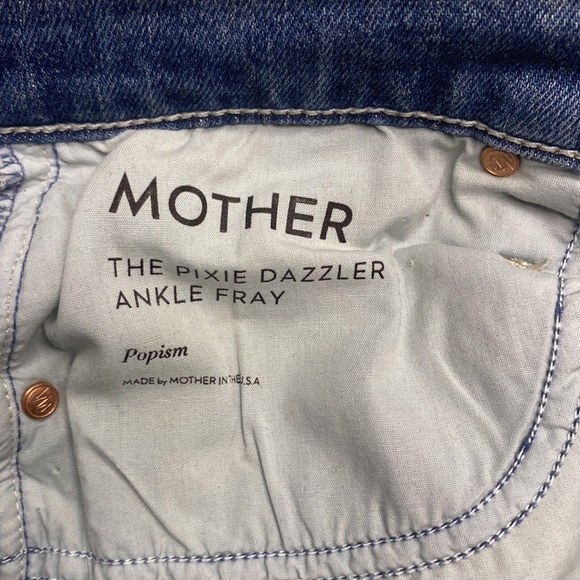 MOTHER
THE PIXIE DAZZLER
ANKLE FRAY
Popism
MADE by MOTHER IN THE U.S.A